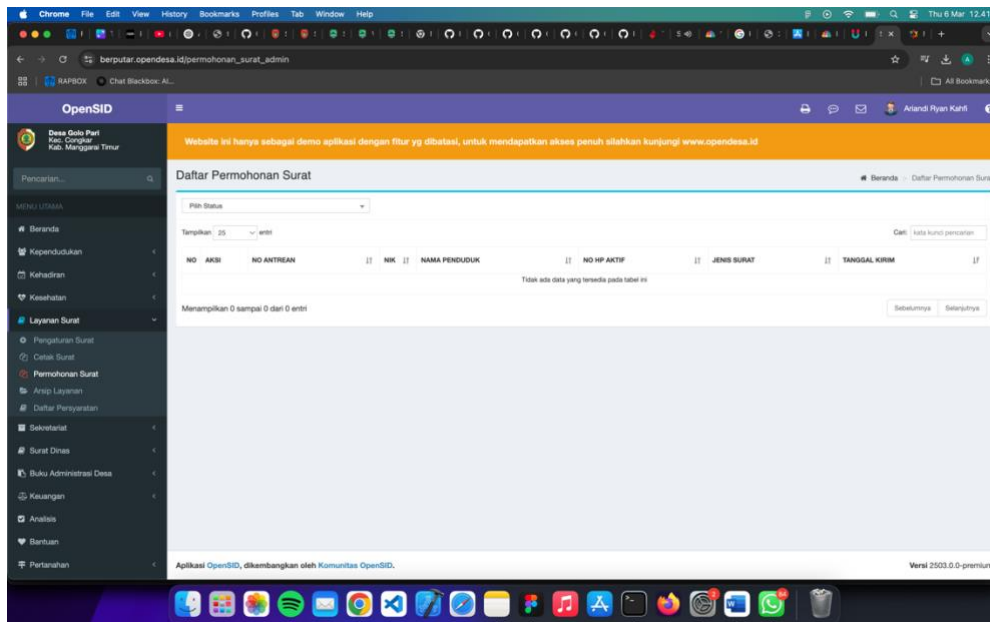 Chrome File Edit View History Bookmarks Profiles Tab Window Help
Thu 6 Mar 12.41
berputar.opendesa.id/permohonan_surat_admin
RAPBOX Chat Blackbox: AI...
All Bookmark
OpenSID
Ariandi Ryan Kahfi
Desa Golo Pari
Kec. Congkar
Kab. Manggarai Timur
Website ini hanya sebagai demo aplikasi dengan fitur yg dibatasi, untuk mendapatkan akses penuh silahkan kunjungi www.opendesa.id
Pencarian...
Daftar Permohonan Surat
Beranda > Daftar Permohonan Sura
MENU UTAMA
Beranda
Kependudukan
Kehadiran
Kesehatan
Layanan Surat
Pengaturan Surat
Cetak Surat
Permohonan Surat
Arsip Layanan
Daftar Persyaratan
Sekretariat
Surat Dinas
Buku Administrasi Desa
Keuangan
Analisis
Bantuan
Pertanahan
Pilih Status
Tampilkan 25 entri
Cari: kata kunci pencarian
NO AKSI NO ANTREAN NIK NAMA PENDUDUK NO HP AKTIF JENIS SURAT TANGGAL KIRIM
Tidak ada data yang tersedia pada tabel ini
Menampilkan 0 sampai 0 dari 0 entri
Sebelumnya Selanjutnya
Aplikasi OpenSID, dikembangkan oleh Komunitas OpenSID.
Versi 2503.0.0-premium